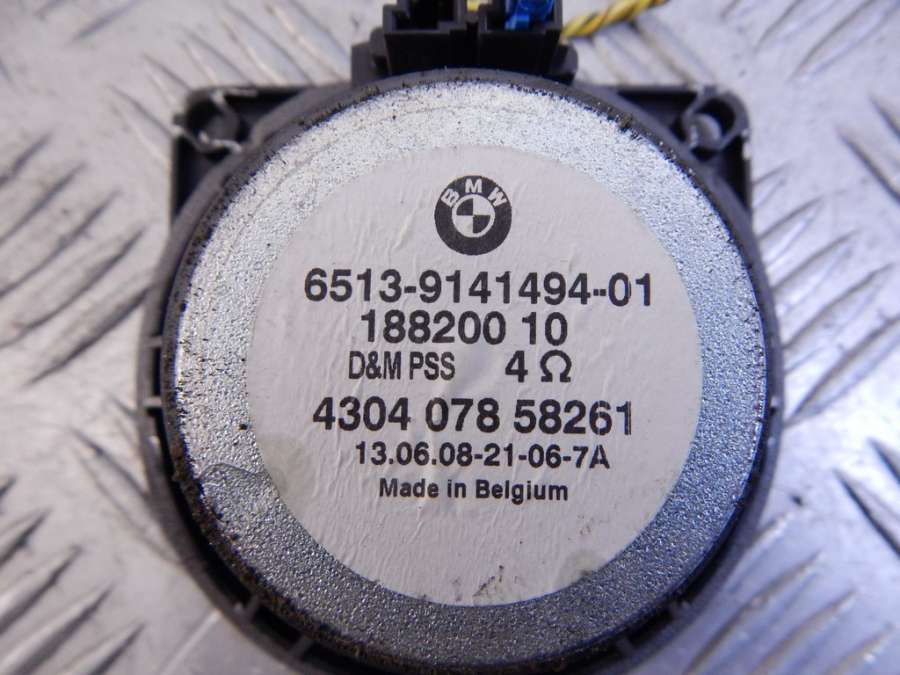 BMW
6513-9141494-01
188200 10
D&M PSS 4 Ω
4304 078 58261
13.06.08-21-06-7A
Made in Belgium